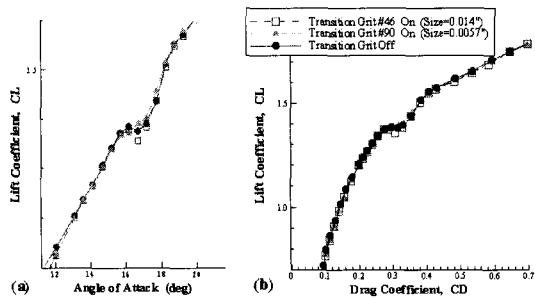 Transition Grit #46 On (Size=0.014")
Transition Grit #90 On (Size=0.0057")
Transition Grit Off
Lift Coefficient, CL
1.5
12 14 16 18 20
(a) Angle of Attack (deg)
Lift Coefficient, CL
1.5
1.0
0 0.1 0.2 0.3 0.4 0.5 0.6 0.7
(b) Drag Coefficient, CD